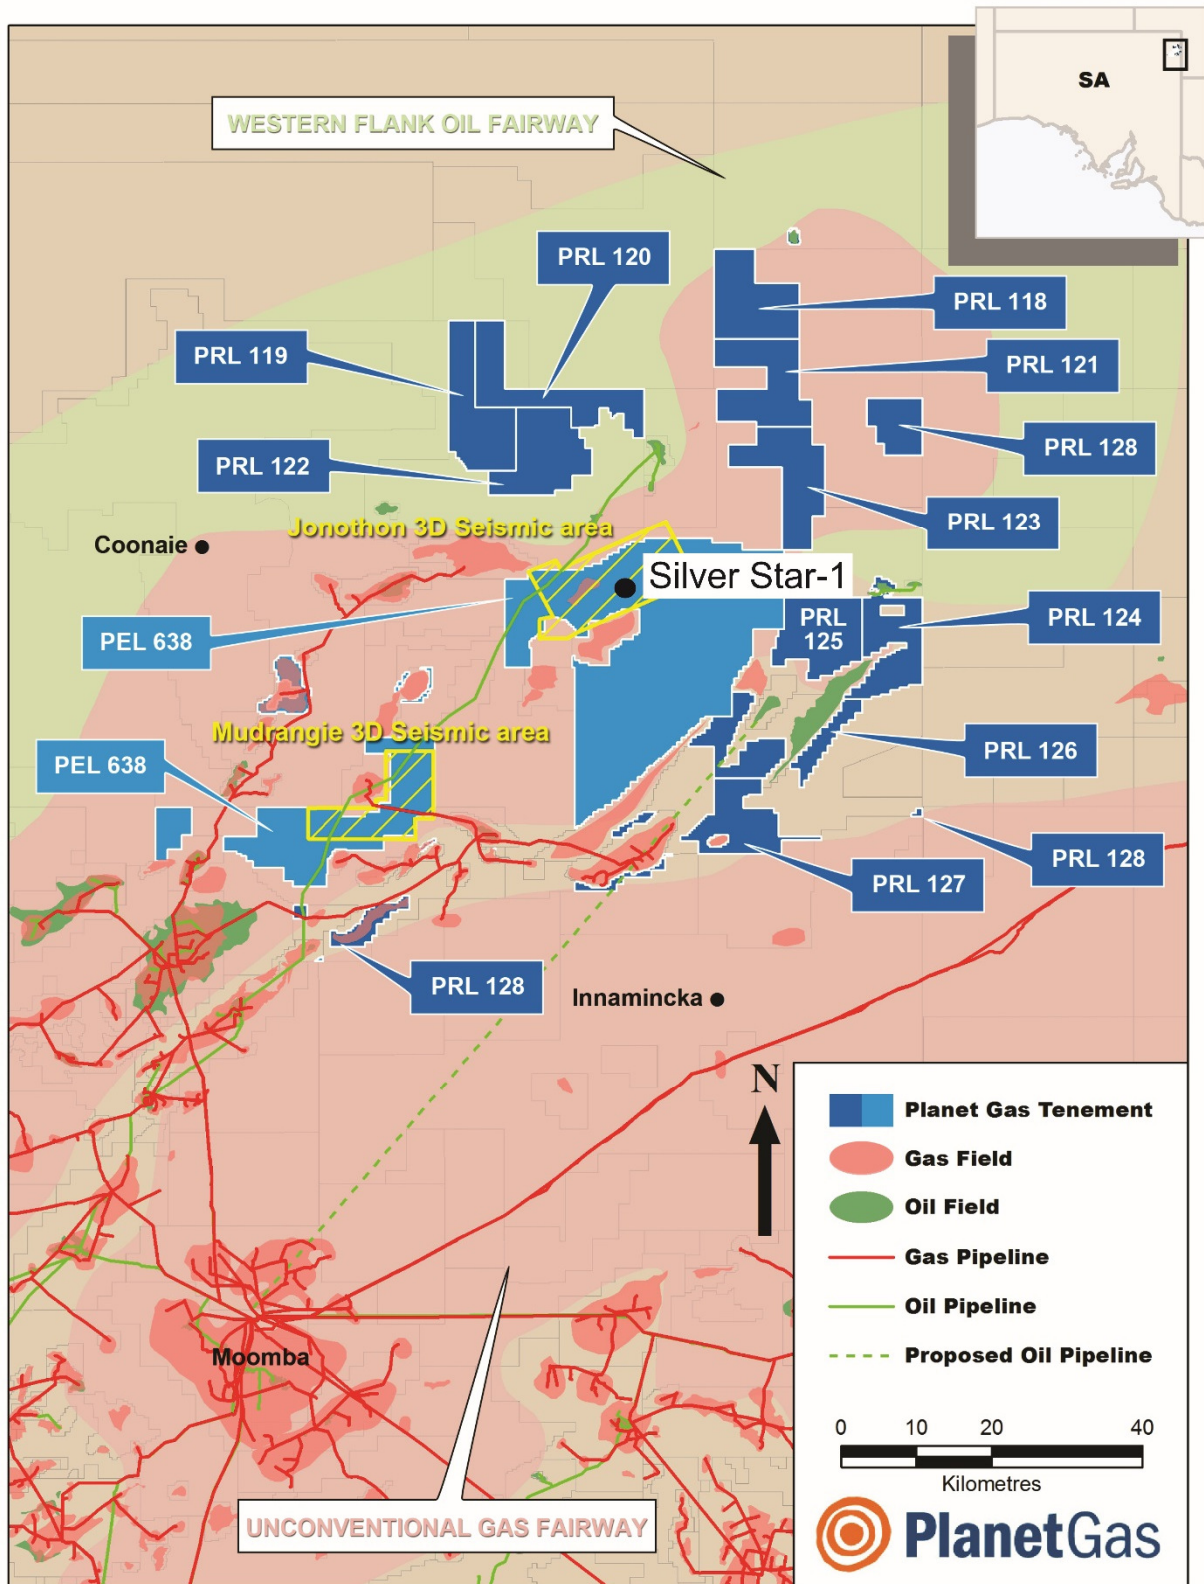 SA
WESTERN FLANK OIL FAIRWAY
PRL 120
PRL 118
PRL 119
PRL 121
PRL 122
PRL 128
PRL 123
Jonothon 3D Seismic area
Coonaie
Silver Star-1
PEL 638
PRL
125
PRL 124
Mudrangie 3D Seismic area
PRL 126
PEL 638
PRL 128
PRL 127
PRL 128
Innamincka
N
Planet Gas Tenement
Gas Field
Oil Field
Gas Pipeline
Oil Pipeline
Proposed Oil Pipeline
Moomba
0 10 20 40
Kilometres
UNCONVENTIONAL GAS FAIRWAY
PlanetGas